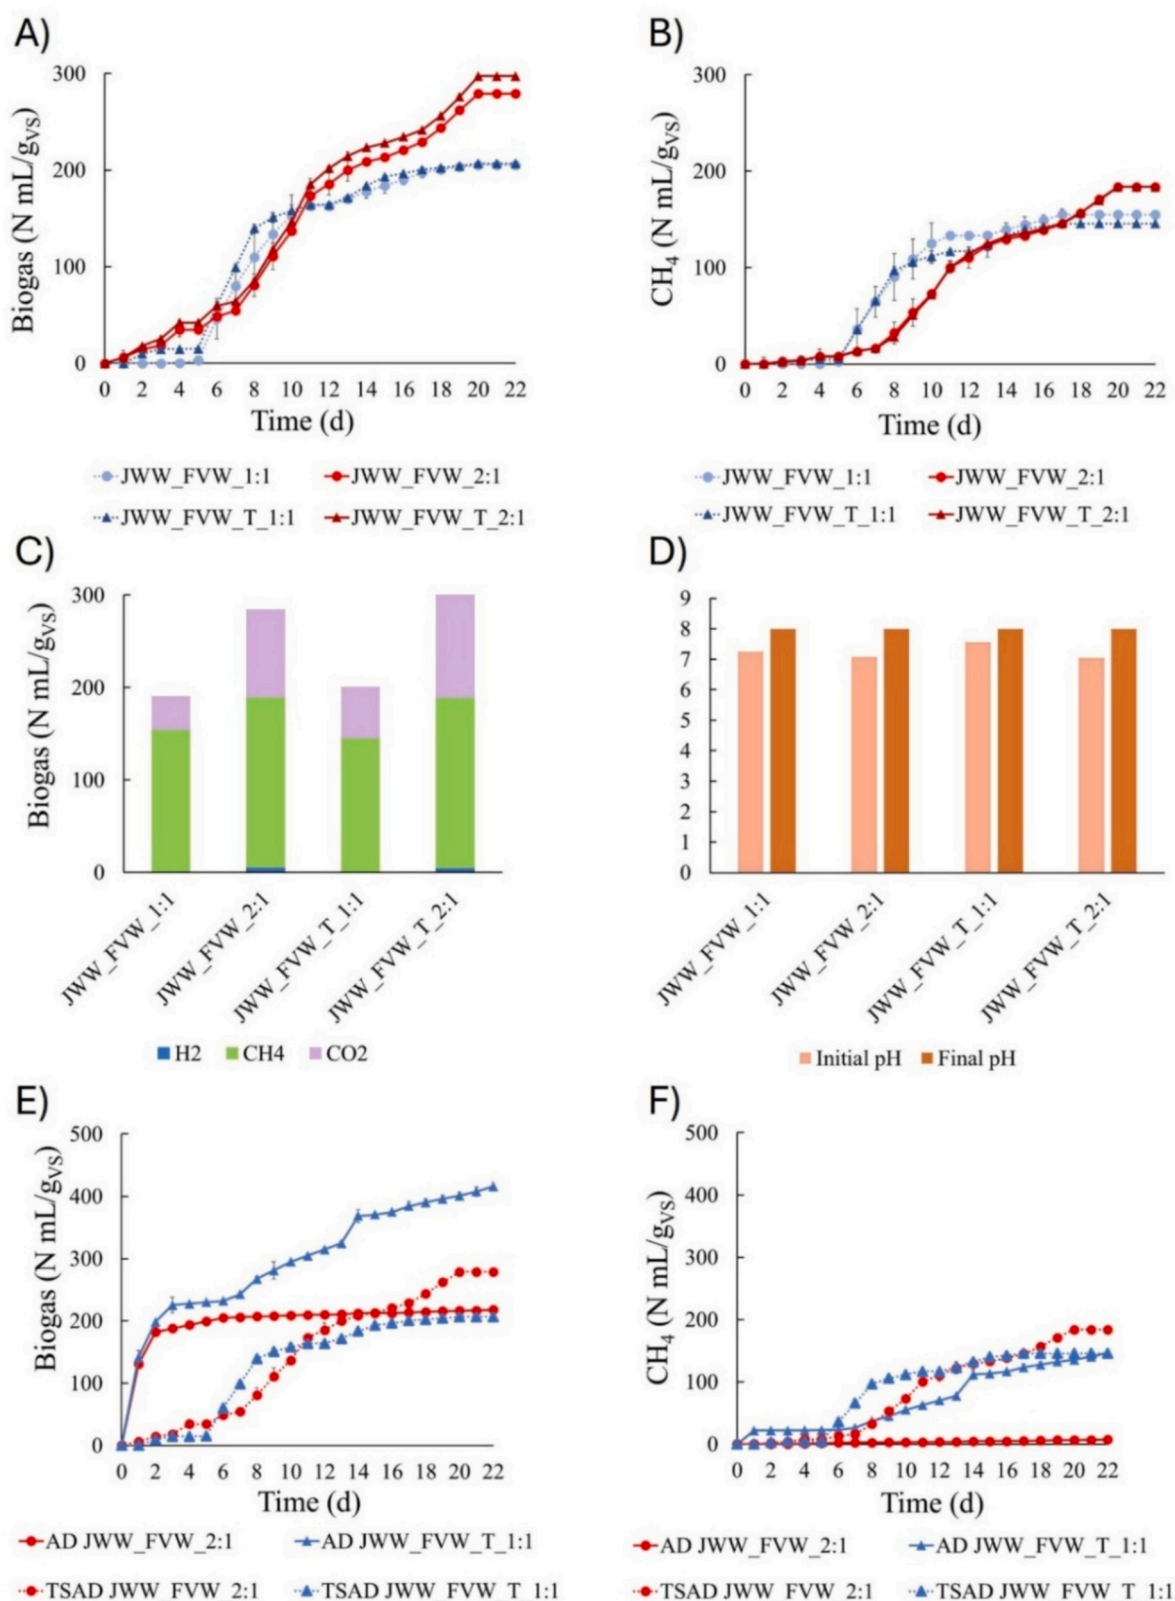 A)
B)
Biogas (N mL/gVS)
300
200
100
0
0 2 4 6 8 10 12 14 16 18 20 22
Time (d)
JWW_FVW_1:1
JWW_FVW_2:1
JWW_FVW_T_1:1
JWW_FVW_T_2:1
CH4 (N mL/gVS)
300
200
100
0
0 2 4 6 8 10 12 14 16 18 20 22
Time (d)
JWW_FVW_1:1
JWW_FVW_2:1
JWW_FVW_T_1:1
JWW_FVW_T_2:1
C)
D)
Biogas (N mL/gVS)
300
200
100
0
JWW_FVW_1:1
JWW_FVW_2:1
JWW_FVW_T_1:1
JWW_FVW_T_2:1
H2 CH4 CO2
9
8
7
6
5
4
3
2
1
0
JWW_FVW_1:1
JWW_FVW_2:1
JWW_FVW_T_1:1
JWW_FVW_T_2:1
Initial pH Final pH
E)
F)
Biogas (N mL/gVS)
500
400
300
200
100
0
0 2 4 6 8 10 12 14 16 18 20 22
Time (d)
AD JWW_FVW_2:1
AD JWW_FVW_T_1:1
TSAD JWW_FVW_2:1
TSAD JWW_FVW_T_1:1
CH4 (N mL/gVS)
500
400
300
200
100
0
0 2 4 6 8 10 12 14 16 18 20 22
Time (d)
AD JWW_FVW_2:1
AD JWW_FVW_T_1:1
TSAD JWW_FVW_2:1
TSAD JWW_FVW_T_1:1